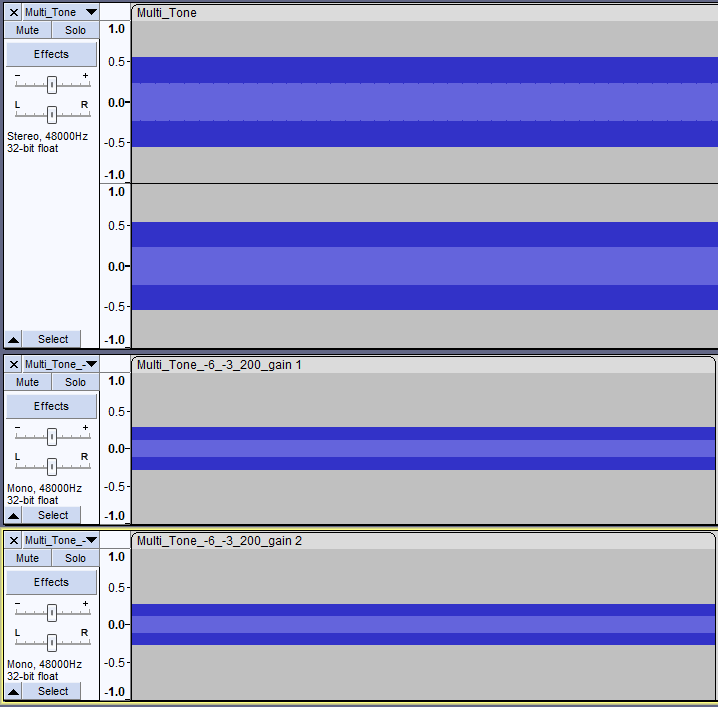 Multi_Tone
Multi_Tone
Mute Solo
Effects
- +
L R
Stereo, 48000Hz
32-bit float
Select
1.0
0.5
0.0
-0.5
-1.0
1.0
0.5
0.0
-0.5
-1.0
Multi_Tone_-
Multi_Tone_-6_-3_200_gain 1
Mute Solo
Effects
- +
L R
Mono, 48000Hz
32-bit float
Select
1.0
0.5
0.0
-0.5
-1.0
Multi_Tone_-
Multi_Tone_-6_-3_200_gain 2
Mute Solo
Effects
- +
L R
Mono, 48000Hz
32-bit float
Select
1.0
0.5
0.0
-0.5
-1.0